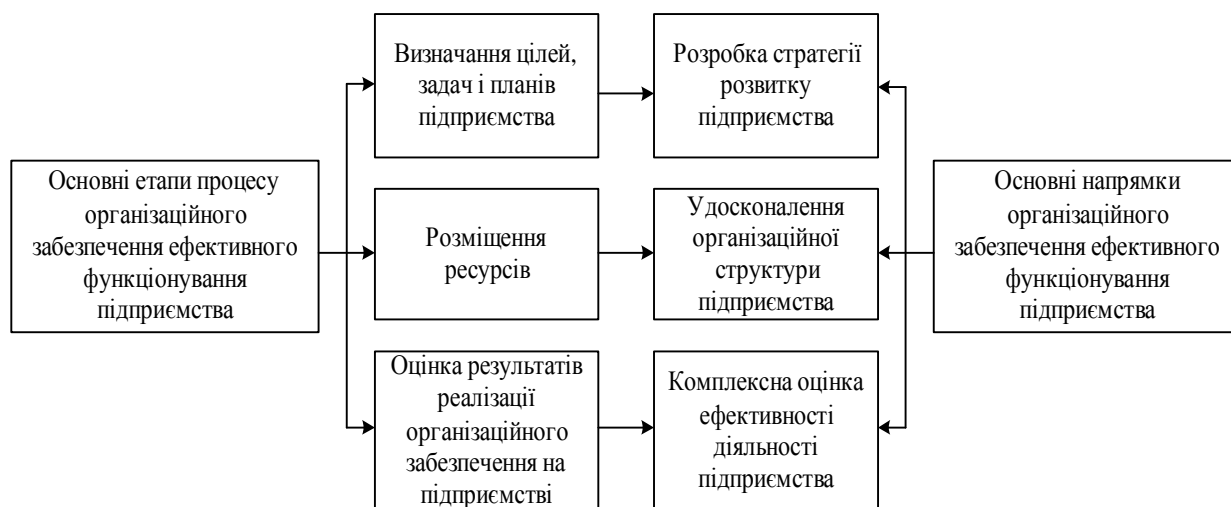 Визначання цілей,
задач і планів
підприємства
Розробка стратегії
розвитку
підприємства
Основні етапи процесу
організаційного
забезпечення ефективного
функціонування
підприємства
Розміщення
ресурсів
Удосконалення
організаційної
структури
підприємства
Основні напрямки
організаційного
забезпечення ефективного
функціонування
підприємства
Оцінка результатів
реалізації
організаційного
забезпечення на
підприємстві
Комплексна оцінка
ефективності
діяльності
підприємства